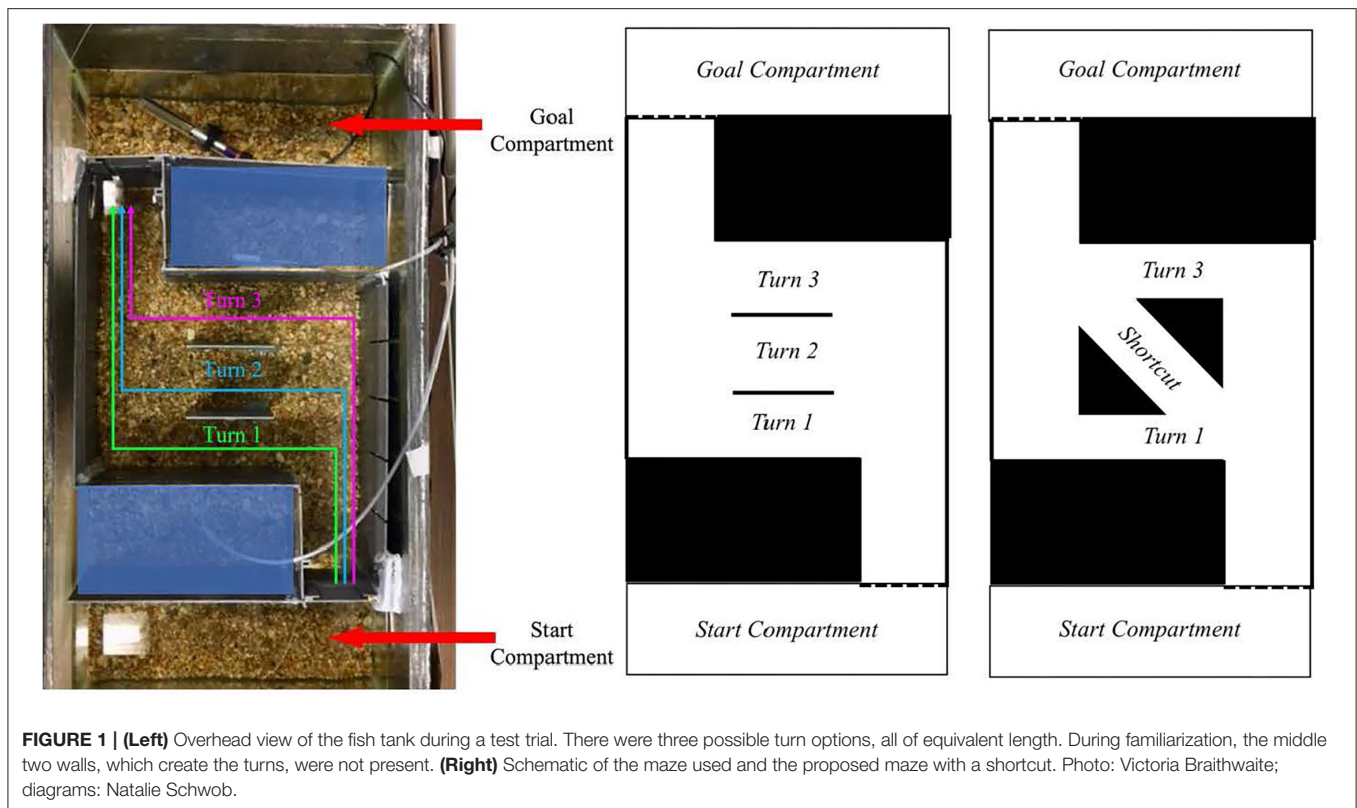 Goal
Compartment
Turn 3
Turn 2
Turn 1
Start
Compartment
Goal Compartment
Turn 3
Turn 2
Turn 1
Start Compartment
Goal Compartment
Turn 3
Shortcut
Turn 1
Start Compartment
FIGURE 1 | (Left) Overhead view of the fish tank during a test trial. There were three possible turn options, all of equivalent length. During familiarization, the middle
two walls, which create the turns, were not present. (Right) Schematic of the maze used and the proposed maze with a shortcut. Photo: Victoria Braithwaite;
diagrams: Natalie Schwob.